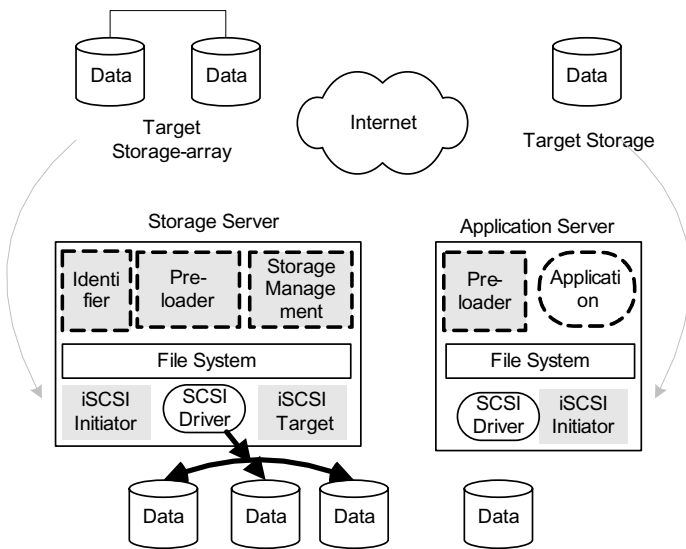 Data
Data
Data
Target
Storage-array
Internet
Target Storage
Storage Server
Application Server
Identi
fier
Pre-
loader
Storage
Manage
ment
Pre-
loader
Applicati
on
File System
File System
iSCSI
Initiator
SCSI
Driver
iSCSI
Target
SCSI
Driver
iSCSI
Initiator
Data
Data
Data
Data